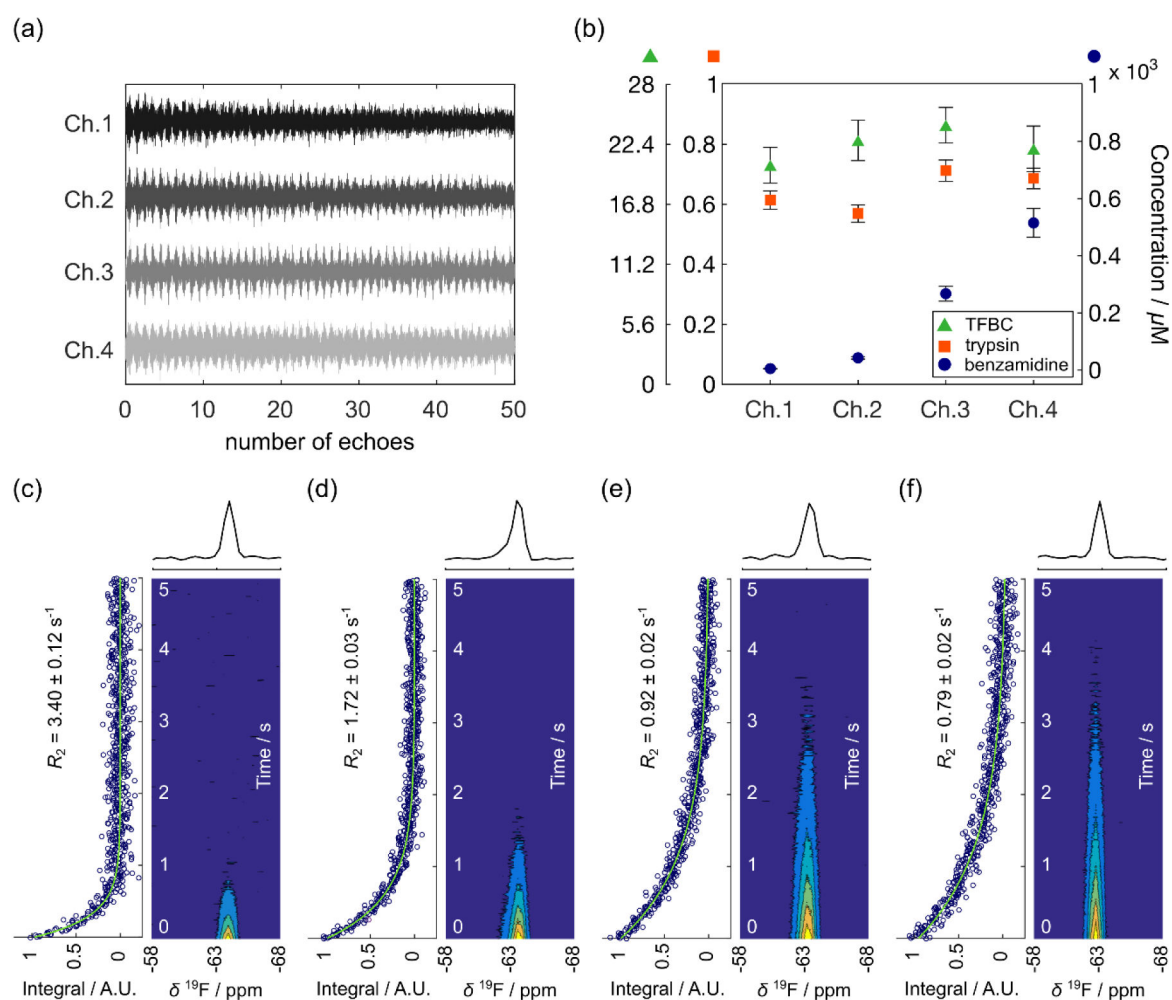 (a)
Ch.1
Ch.2
Ch.3
Ch.4
0 10 20 30 40 50
number of echoes
(b)
28
22.4
16.8
11.2
5.6
0
1
0.8
0.6
0.4
0.2
0
x 10³
1
0.8
0.6
0.4
0.2
0
Concentration / µM
TFBC
trypsin
benzamidine
Ch.1 Ch.2 Ch.3 Ch.4
(c)
R₂ = 3.40 ± 0.12 s⁻¹
5
4
3
2
1
0
Time / s
1 0.5 0
Integral / A.U.
-58 -63 -68
δ ¹⁹F / ppm
(d)
R₂ = 1.72 ± 0.03 s⁻¹
5
4
3
2
1
0
Time / s
1 0.5 0
Integral / A.U.
-58 -63 -68
δ ¹⁹F / ppm
(e)
R₂ = 0.92 ± 0.02 s⁻¹
5
4
3
2
1
0
Time / s
1 0.5 0
Integral / A.U.
-58 -63 -68
δ ¹⁹F / ppm
(f)
R₂ = 0.79 ± 0.02 s⁻¹
5
4
3
2
1
0
Time / s
1 0.5 0
Integral / A.U.
-58 -63 -68
δ ¹⁹F / ppm